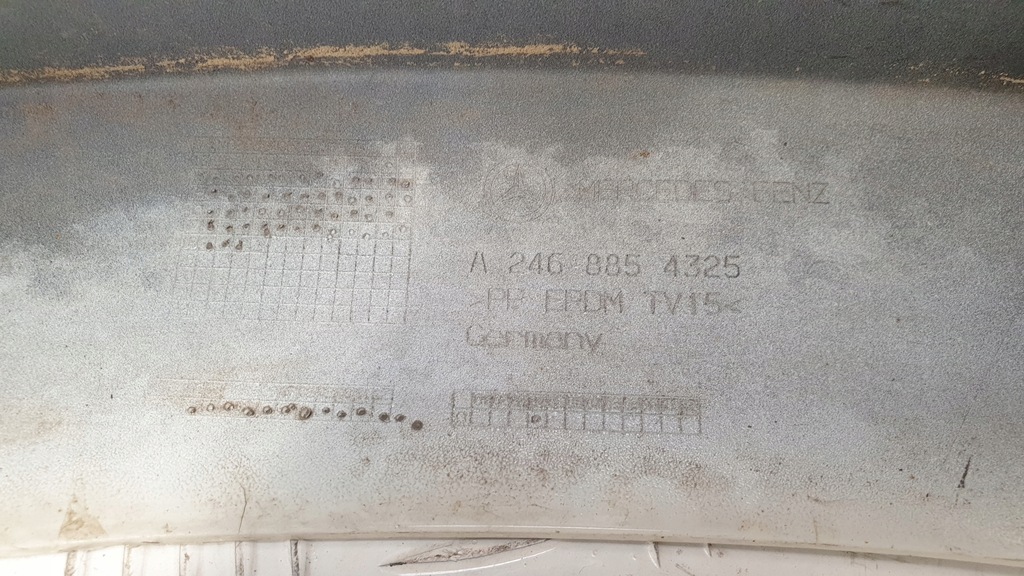 MERCEDES-BENZ
A 246 885 4325
>PP EPDM TV15<
Germany